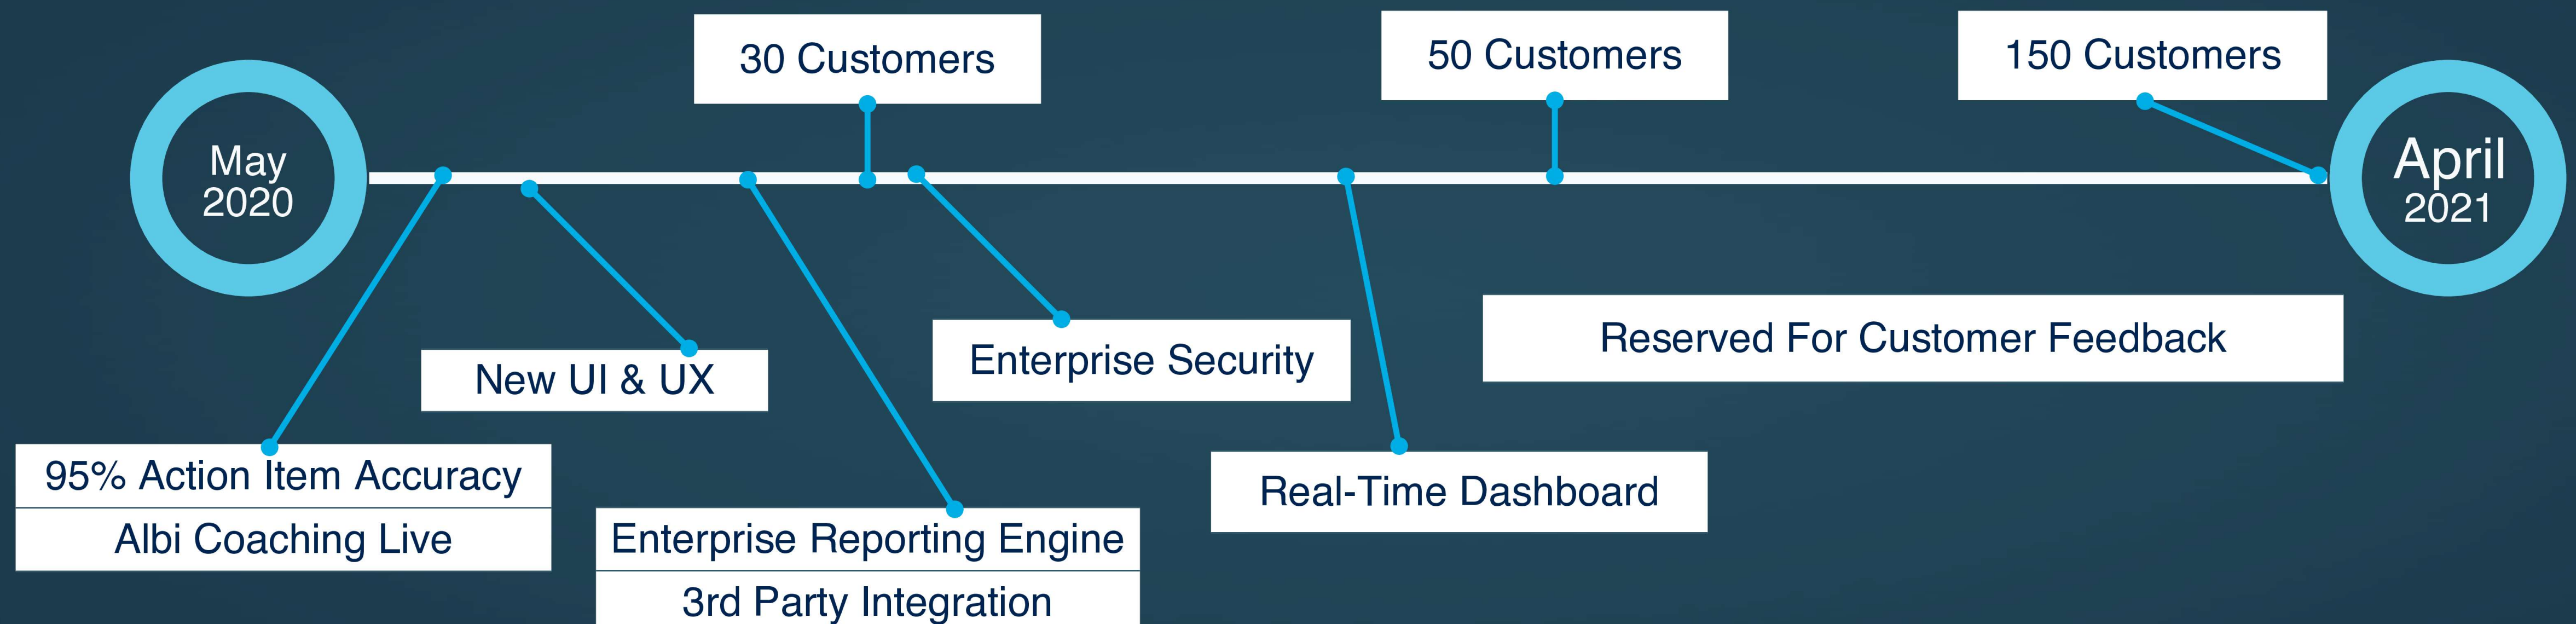 30 Customers
50 Customers
150 Customers
May
2020
April
2021
Enterprise Security
Reserved For Customer Feedback
New UI & UX
95% Action Item Accuracy
Albi Coaching Live
Real-Time Dashboard
Enterprise Reporting Engine
3rd Party Integration